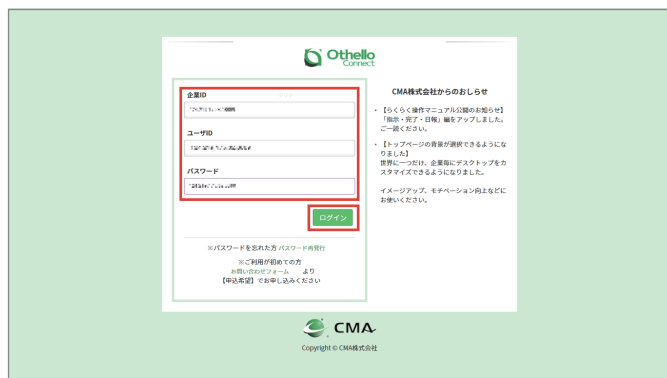 Othello
Connect
企業ID
ユーザID
パスワード
ログイン
※パスワードを忘れた方 パスワード再発行
※ご利用が初めての方
お問い合わせフォーム より
【申込希望】でお申し込みください
CMA株式会社からのおしらせ
・【らくらく操作マニュアル公開のお知らせ】
「指示・完了・日報」編をアップしました。
ご一読ください。
・【トップページの背景が選択できるようにな
りました】
世界に一つだけ、企業毎にデスクトップをカ
スタマイズできるようになりました。
イメージアップ、モチベーション向上などに
お使いください。
CMA
Copyright © CMA株式会社